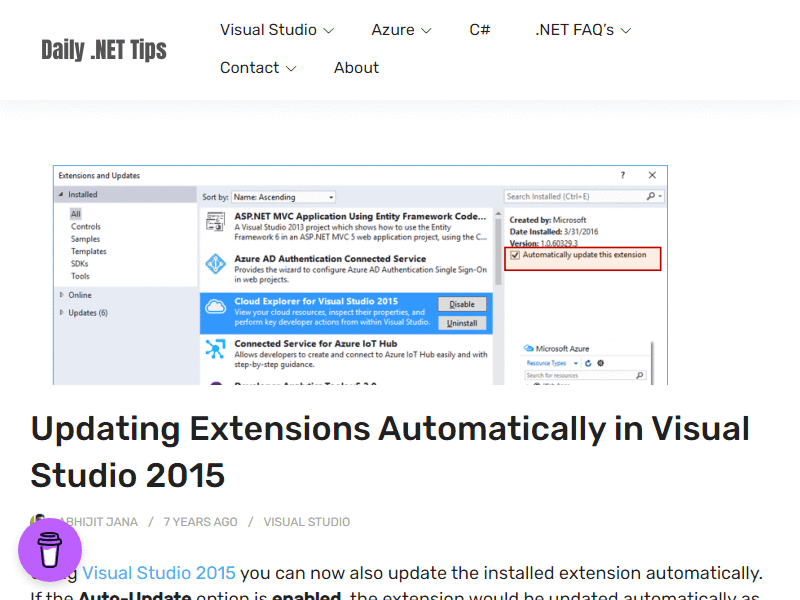 Daily .NET Tips
Visual Studio
Azure
C#
.NET FAQ's
Contact
About
Extensions and Updates
?
Installed
All
Controls
Samples
Templates
SDKs
Tools
Online
Updates (6)
Sort by: Name: Ascending
ASP.NET MVC Application Using Entity Framework Code...
A Visual Studio 2013 project which shows how to use the Entity
Framework 6 in an ASP.NET MVC 5 web application project, using the C...
Azure AD Authentication Connected Service
Provides the wizard to configure Azure AD Authentication Single Sign-On
in web projects.
Cloud Explorer for Visual Studio 2015
View your cloud resources, inspect their properties, and
perform key developer actions from within Visual Studio.
Disable
Uninstall
Connected Service for Azure IoT Hub
Allows developers to create and connect to Azure IoT Hub easily and with
step-by-step guidance.
Search Installed (Ctrl+E)
Created by: Microsoft
Date Installed: 3/31/2016
Version: 1.0.60329.3
Automatically update this extension
Microsoft Azure
Resource Types
Search for resources
Updating Extensions Automatically in Visual
Studio 2015
ABHIJIT JANA / 7 YEARS AGO / VISUAL STUDIO
Visual Studio 2015 you can now also update the installed extension automatically.
If the Auto-Update option is enabled, the extension would be updated automatically as